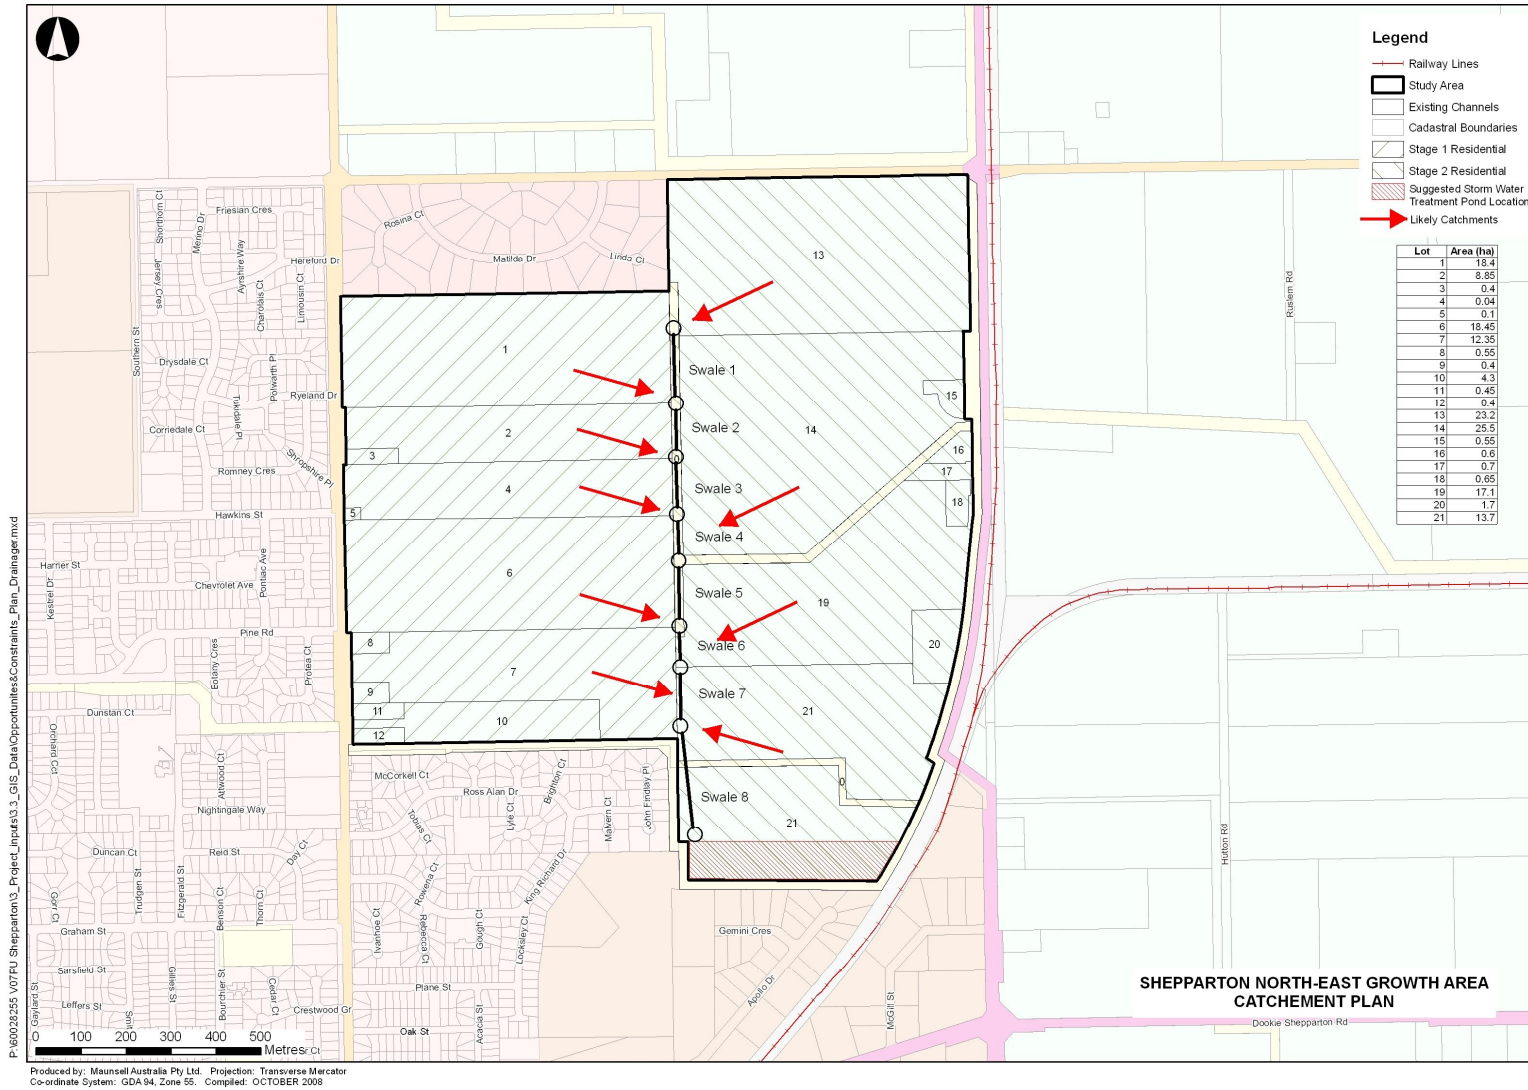 Legend
Railway Lines
Study Area
Existing Channels
Cadastral Boundaries
Stage 1 Residential
Stage 2 Residential
Suggested Storm Water
Treatment Pond Location
Likely Catchments
Lot Area (ha)
1 18.4
2 8.85
3 0.4
4 0.04
5 0.1
6 18.45
7 12.35
8 0.55
9 0.4
10 4.3
11 0.45
12 0.4
13 23.2
14 25.5
15 0.55
16 0.6
17 0.7
18 0.65
19 17.1
20 1.7
21 13.7
Friesian Cres
Shorthorn Ct
Merino Dr
Ayrshire Way
Hereford Dr
Jersey Cres
Charolais Ct
Limousin Ct
Southern St
Drysdale Ct
Polwarth Pl
Ryeland Dr
Tukidale Pl
Corriedale Ct
Shropshire Pl
Romney Cres
Hawkins St
Harrier St
Kestrel Dr
Chevrolet Ave
Pontiac Ave
Pine Rd
Protea Ct
Dunstan Ct
Orchard Cct
Attwood Ct
Nightingale Way
Duncan Ct
Reid St
Day Ct
Trudgen St
Fitzgerald St
Benson Ct
Thorn Ct
Gorr Ct
Graham St
Sarsfield St
Leffers St
Gillies St
Bourchier St
Cedar Ct
Crestwood Gr
Gaylard St
Rosina Ct
Matilde Dr
Linda Ct
1
2
3
4
5
6
7
8
9
10
11
12
13
14
15
16
17
18
19
20
21
0
21
0
Swale 1
Swale 2
Swale 3
Swale 4
Swale 5
Swale 6
Swale 7
Swale 8
McCorkell Ct
Ross Alan Dr
Brighton Ct
Lyle Ct
Tobias Ct
Malvern Ct
John Findlay Pl
King Richard Dr
Rowena Ct
Ivanhoe Ct
Rebecca Ct
Gough Ct
Locksley Ct
Plane St
Acacia St
Oak St
Gemini Cres
Apollo Dr
McGill St
Ruslem Rd
Hutton Rd
Dookie Shepparton Rd
SHEPPARTON NORTH-EAST GROWTH AREA
CATCHEMENT PLAN
0 100 200 300 400 500
Metres
Produced by: Maunsell Australia Pty Ltd. Projection: Transverse Mercator
Co-ordinate System: GDA 94, Zone 55. Compiled: OCTOBER 2008
P:\60028255 V07FU Shepparton\3_Project_inputs\3.3_GIS_Data\Opportunites&Constraints_Plan_Drainager.mxd